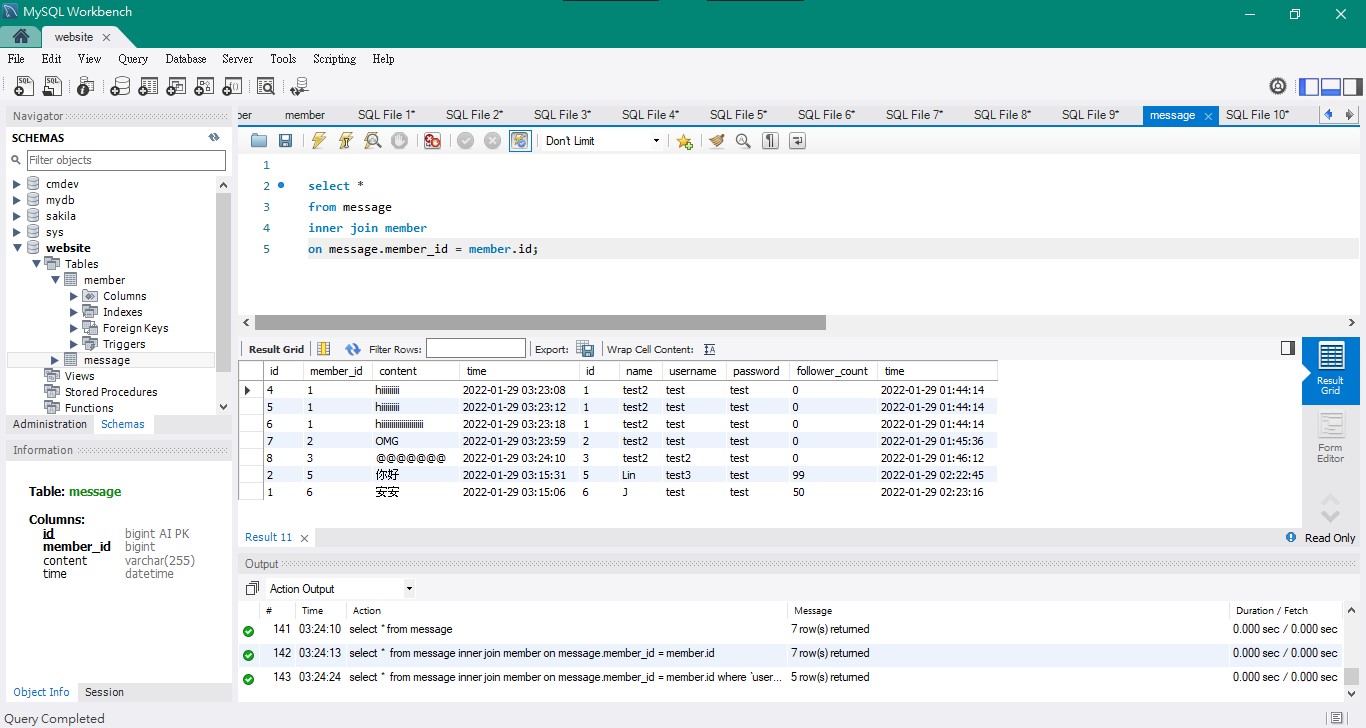 MySQL Workbench
website
File Edit View Query Database Server Tools Scripting Help
Navigator
SCHEMAS
Filter objects
cmdev
mydb
sakila
sys
website
Tables
member
Columns
Indexes
Foreign Keys
Triggers
message
Views
Stored Procedures
Functions
Administration Schemas
Information
Table: message
Columns:
id bigint AI PK
member_id bigint
content varchar(255)
time datetime
Object Info Session
ber member SQL File 1* SQL File 2* SQL File 3* SQL File 4* SQL File 5* SQL File 6* SQL File 7* SQL File 8* SQL File 9* message SQL File 10*
Don't Limit
1
2 select *
3 from message
4 inner join member
5 on message.member_id = member.id;
Result Grid Filter Rows: Export: Wrap Cell Content:
id member_id content time id name username password follower_count time
4 1 hiiiiiiiii 2022-01-29 03:23:08 1 test2 test test 0 2022-01-29 01:44:14
5 1 hiiiiiiiii 2022-01-29 03:23:12 1 test2 test test 0 2022-01-29 01:44:14
6 1 2022-01-29 03:23:18 1 test2 test test 0 2022-01-29 01:44:14
7 2 OMG 2022-01-29 03:23:59 2 test2 test test 0 2022-01-29 01:45:36
8 3 @@@@@@@ 2022-01-29 03:24:10 3 test2 test2 test 0 2022-01-29 01:46:12
2 5 你好 2022-01-29 03:15:31 5 Lin test3 test 99 2022-01-29 02:22:45
1 6 安安 2022-01-29 03:15:06 6 J test test 50 2022-01-29 02:23:16
Result Grid
Form Editor
Result 11
Read Only
Output
Action Output
# Time Action Message Duration / Fetch
141 03:24:10 select * from message 7 row(s) returned 0.000 sec / 0.000 sec
142 03:24:13 select * from message inner join member on message.member_id = member.id 7 row(s) returned 0.000 sec / 0.000 sec
143 03:24:24 select * from message inner join member on message.member_id = member.id where `user... 5 row(s) returned 0.000 sec / 0.000 sec
Query Completed